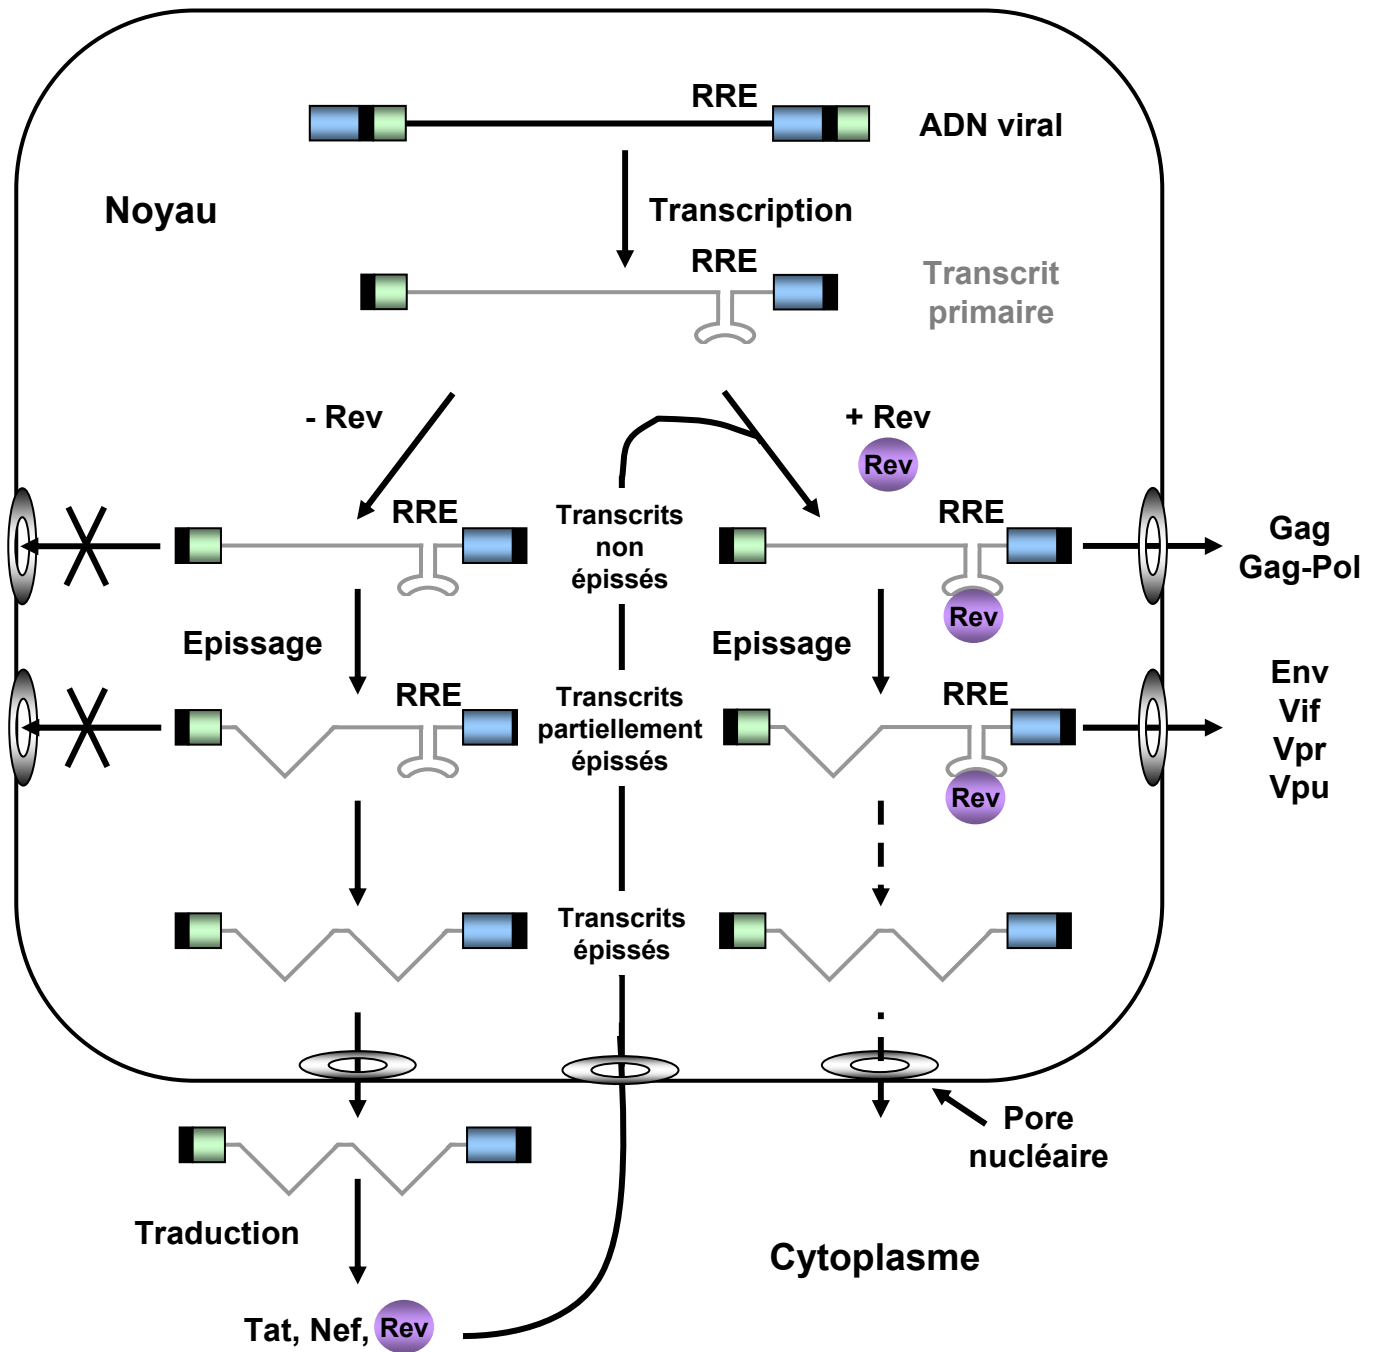 RRE
ADN viral
Noyau
Transcription
RRE
Transcrit
primaire
- Rev
+ Rev
Rev
RRE
Transcrits
non
épissés
RRE
Rev
Gag
Gag-Pol
Epissage
Epissage
RRE
Transcrits
partiellement
épissés
RRE
Rev
Env
Vif
Vpr
Vpu
Transcrits
épissés
Pore
nucléaire
Traduction
Cytoplasme
Tat, Nef, Rev